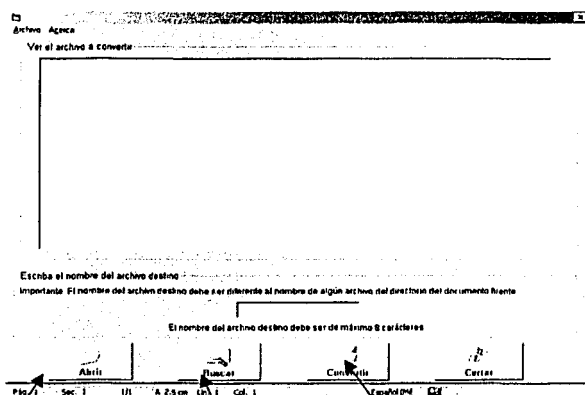 Archivo Acerca
Ver el archivo a convertir
Escriba el nombre del archivo destino
Importante. El nombre del archivo destino debe ser diferente al nombre de algún archivo del directorio del documento fuente
El nombre del archivo destino debe ser de máximo 8 carácteres
Abrir Buscar Convertir Cerrar
Pág. 1 Sec. 1 1/1 A 2.5 cm Lín. 1 Col. 1 Español (M)